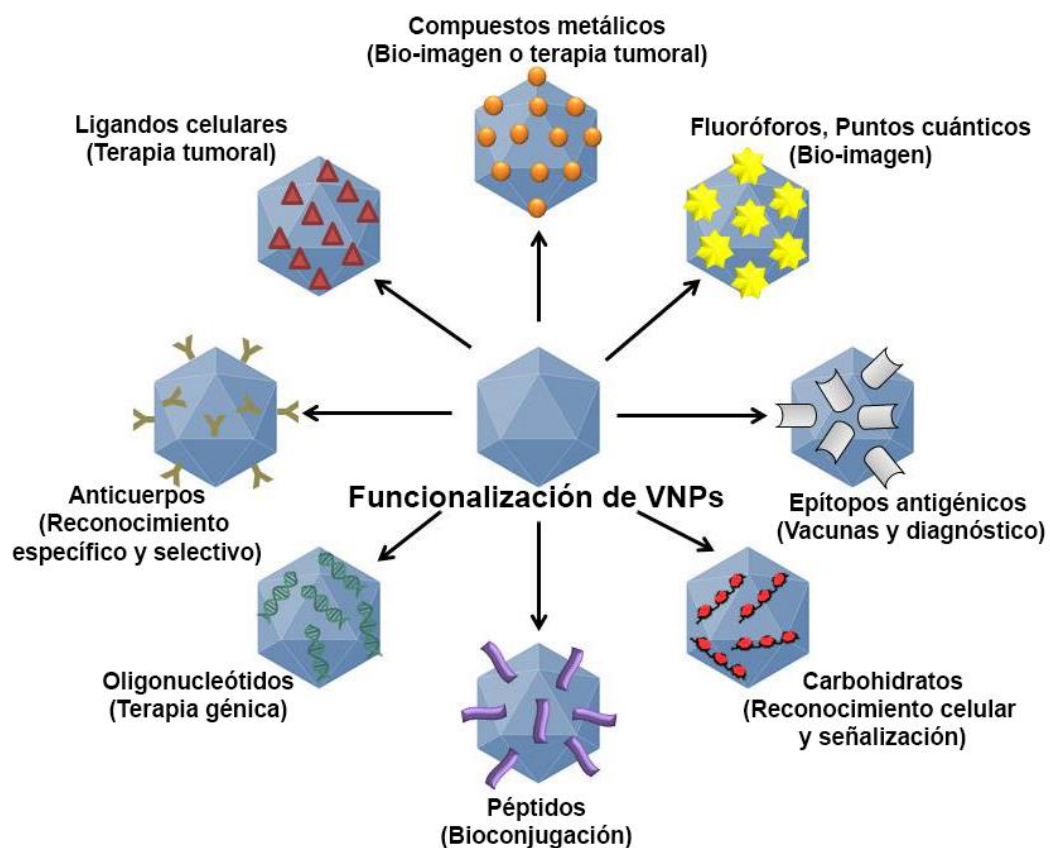 Compuestos metálicos
(Bio-imagen o terapia tumoral)
Ligandos celulares
(Terapia tumoral)
Fluoróforos, Puntos cuánticos
(Bio-imagen)
Anticuerpos
(Reconocimiento
específico y selectivo)
Funcionalización de VNPs
Epítopos antigénicos
(Vacunas y diagnóstico)
Oligonucleótidos
(Terapia génica)
Péptidos
(Bioconjugación)
Carbohidratos
(Reconocimiento celular
y señalización)